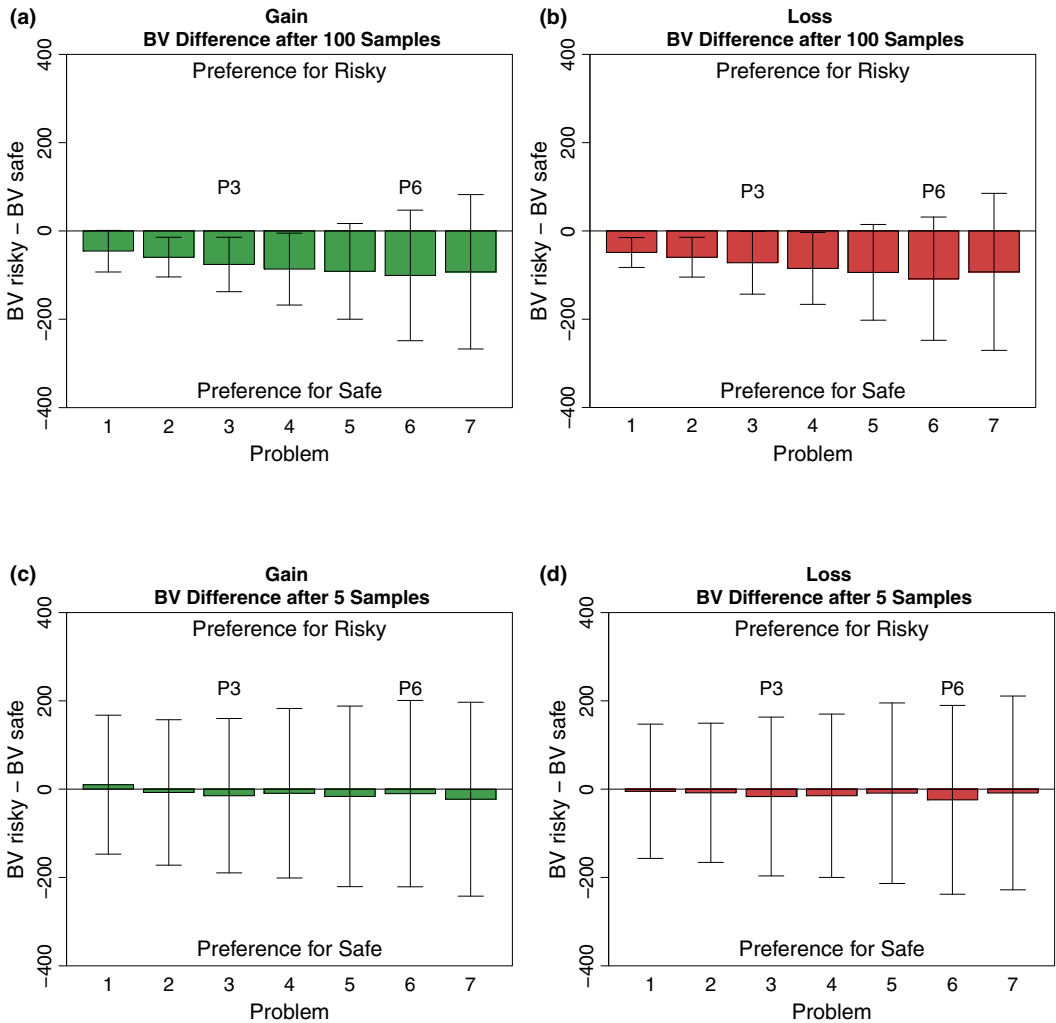 (a)
Gain
BV Difference after 100 Samples
Preference for Risky
P3 P6
Preference for Safe
400
200
0
−200
−400
BV risky − BV safe
1 2 3 4 5 6 7
Problem
(b)
Loss
BV Difference after 100 Samples
Preference for Risky
P3 P6
Preference for Safe
400
200
0
−200
−400
BV risky − BV safe
1 2 3 4 5 6 7
Problem
(c)
Gain
BV Difference after 5 Samples
Preference for Risky
P3 P6
Preference for Safe
400
200
0
−200
−400
BV risky − BV safe
1 2 3 4 5 6 7
Problem
(d)
Loss
BV Difference after 5 Samples
Preference for Risky
P3 P6
Preference for Safe
400
200
0
−200
−400
BV risky − BV safe
1 2 3 4 5 6 7
Problem